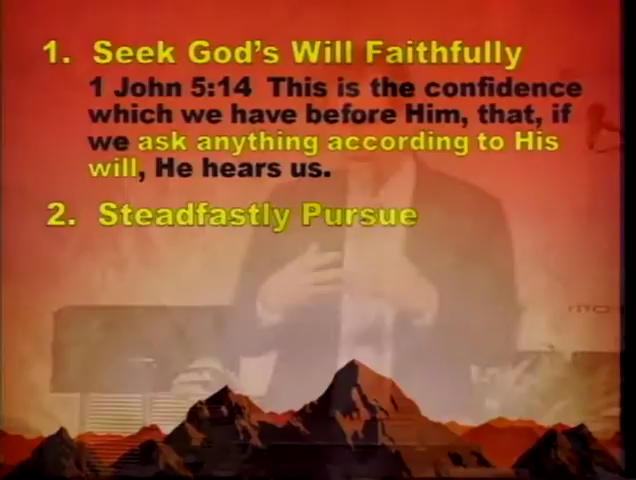 1. Seek God's Will Faithfully
1 John 5:14 This is the confidence
which we have before Him, that, if
we ask anything according to His
will, He hears us.
2. Steadfastly Pursue